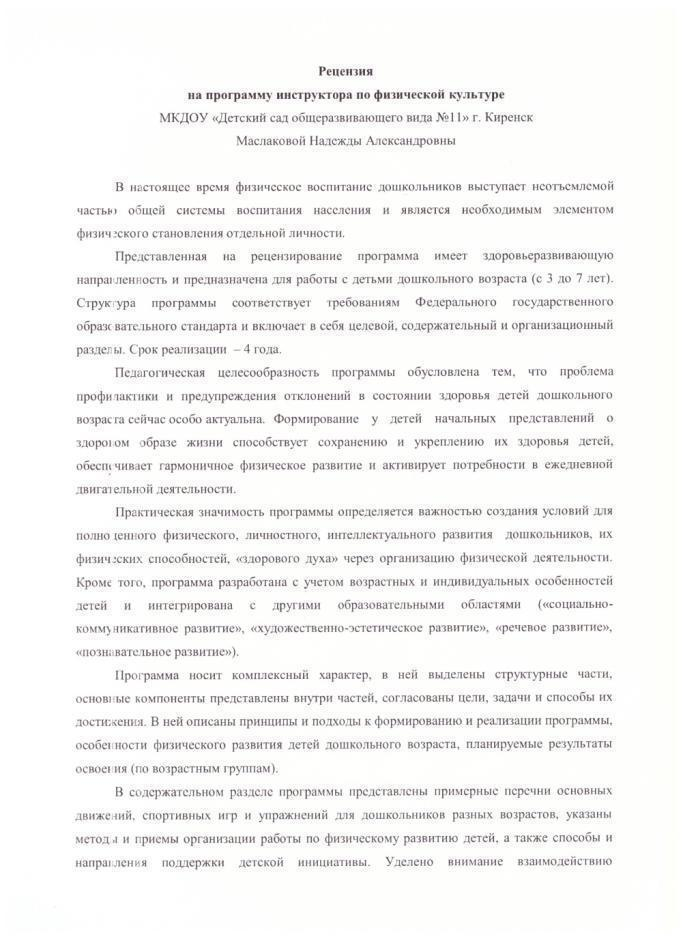 Рецензия
на программу инструктора по физической культуре
МКДОУ «Детский сад общеразвивающего вида №11» г. Киренск
Маслаковой Надежды Александровны
В настоящее время физическое воспитание дошкольников выступает неотъемлемой
частью общей системы воспитания населения и является необходимым элементом
физического становления отдельной личности.
Представленная на рецензирование программа имеет здоровьеразвивающую
направленность и предназначена для работы с детьми дошкольного возраста (с 3 до 7 лет).
Структура программы соответствует требованиям Федерального государственного
образовательного стандарта и включает в себя целевой, содержательный и организационный
разделы. Срок реализации – 4 года.
Педагогическая целесообразность программы обусловлена тем, что проблема
профилактики и предупреждения отклонений в состоянии здоровья детей дошкольного
возраста сейчас особо актуальна. Формирование у детей начальных представлений о
здоровом образе жизни способствует сохранению и укреплению их здоровья детей,
обеспечивает гармоничное физическое развитие и активирует потребности в ежедневной
двигательной деятельности.
Практическая значимость программы определяется важностью создания условий для
полноценного физического, личностного, интеллектуального развития дошкольников, их
физических способностей, «здорового духа» через организацию физической деятельности.
Кроме того, программа разработана с учетом возрастных и индивидуальных особенностей
детей и интегрирована с другими образовательными областями («социально-
коммуникативное развитие», «художественно-эстетическое развитие», «речевое развитие»,
«познавательное развитие»).
Программа носит комплексный характер, в ней выделены структурные части,
основные компоненты представлены внутри частей, согласованы цели, задачи и способы их
достижения. В ней описаны принципы и подходы к формированию и реализации программы,
особенности физического развития детей дошкольного возраста, планируемые результаты
освоения (по возрастным группам).
В содержательном разделе программы представлены примерные перечни основных
движений, спортивных игр и упражнений для дошкольников разных возрастов, указаны
методы и приемы организации работы по физическому развитию детей, а также способы и
направления поддержки детской инициативы. Уделено внимание взаимодействию